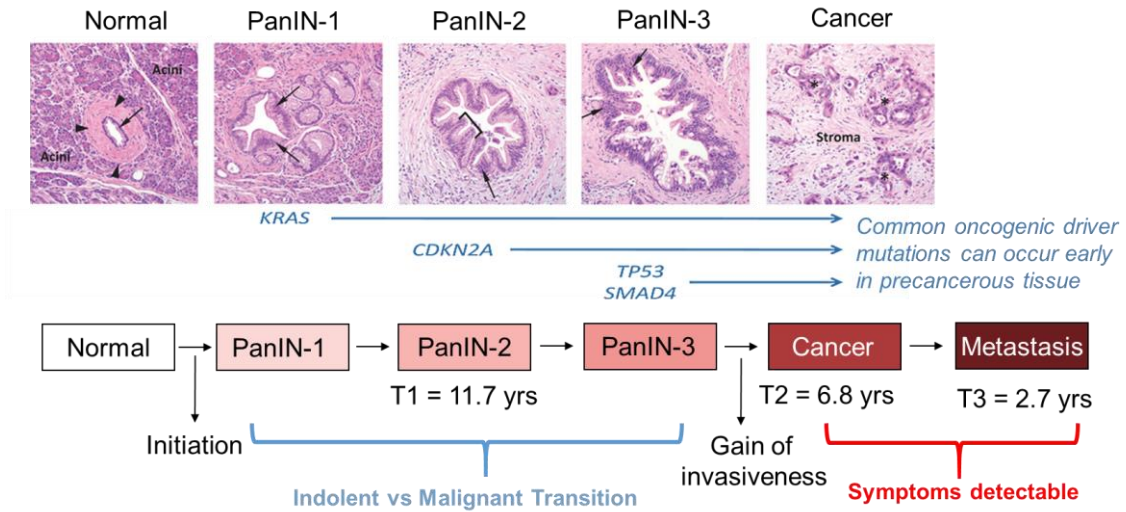 Normal
PanIN-1
PanIN-2
PanIN-3
Cancer
Acini
Acini
*
*
*
Stroma
KRAS
CDKN2A
TP53
SMAD4
Common oncogenic driver
mutations can occur early
in precancerous tissue
Normal
PanIN-1
PanIN-2
PanIN-3
Cancer
Metastasis
T1 = 11.7 yrs
T2 = 6.8 yrs
T3 = 2.7 yrs
Initiation
Gain of
invasiveness
Indolent vs Malignant Transition
Symptoms detectable